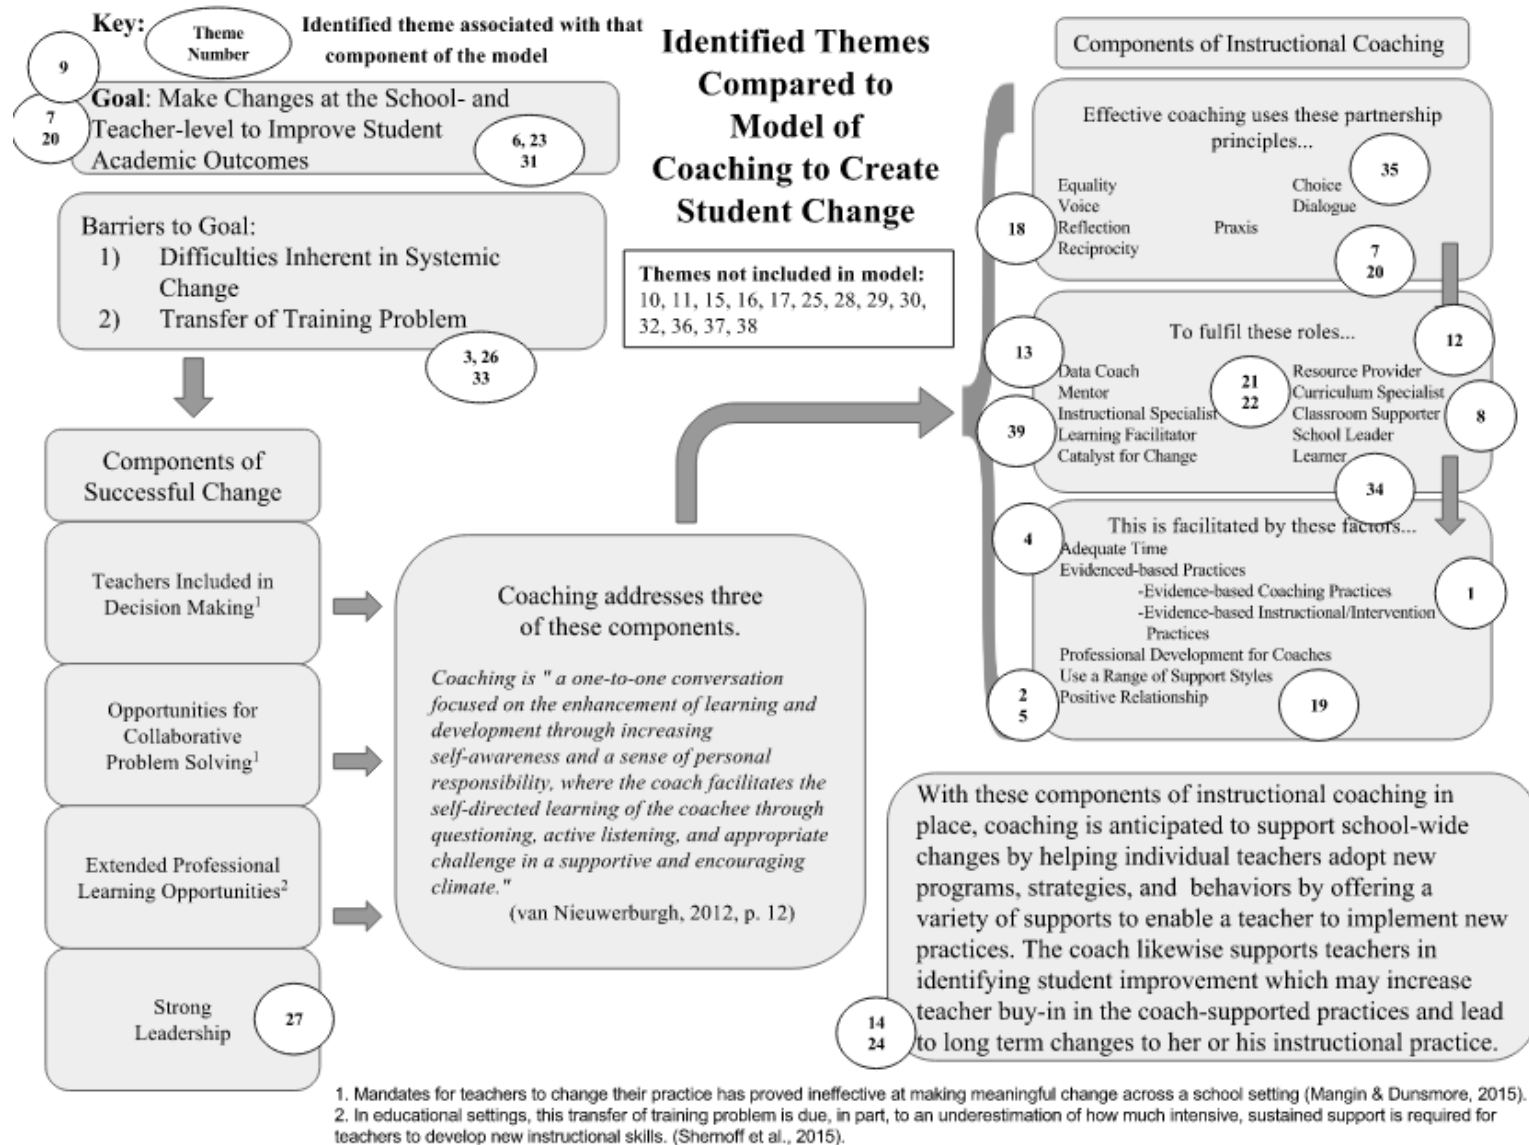 Key:
Theme
Number
Identified theme associated with that
component of the model
9
7
20
Goal: Make Changes at the School- and
Teacher-level to Improve Student
Academic Outcomes
6, 23
31
Barriers to Goal:
1) Difficulties Inherent in Systemic
Change
2) Transfer of Training Problem
3, 26
33
Components of
Successful Change
Teachers Included in
Decision Making1
Opportunities for
Collaborative
Problem Solving1
Extended Professional
Learning Opportunities2
Strong
Leadership
27
Identified Themes
Compared to
Model of
Coaching to Create
Student Change
Themes not included in model:
10, 11, 15, 16, 17, 25, 28, 29, 30,
32, 36, 37, 38
Coaching addresses three
of these components.
Coaching is " a one-to-one conversation
focused on the enhancement of learning and
development through increasing
self-awareness and a sense of personal
responsibility, where the coach facilitates the
self-directed learning of the coachee through
questioning, active listening, and appropriate
challenge in a supportive and encouraging
climate."
(van Nieuwerburgh, 2012, p. 12)
Components of Instructional Coaching
Effective coaching uses these partnership
principles...
35
Equality Choice
Voice Dialogue
18
Reflection Praxis
Reciprocity
7
20
To fulfil these roles...
12
13
Data Coach Resource Provider
Mentor Curriculum Specialist
21
22
Instructional Specialist Classroom Supporter
8
39
Learning Facilitator School Leader
Catalyst for Change Learner
34
This is facilitated by these factors...
4
Adequate Time
Evidenced-based Practices
-Evidence-based Coaching Practices
1
-Evidence-based Instructional/Intervention
Practices
Professional Development for Coaches
Use a Range of Support Styles
2
5
Positive Relationship
19
With these components of instructional coaching in
place, coaching is anticipated to support school-wide
changes by helping individual teachers adopt new
programs, strategies, and behaviors by offering a
variety of supports to enable a teacher to implement new
practices. The coach likewise supports teachers in
identifying student improvement which may increase
teacher buy-in in the coach-supported practices and lead
to long term changes to her or his instructional practice.
14
24
1. Mandates for teachers to change their practice has proved ineffective at making meaningful change across a school setting (Mangin & Dunsmore, 2015).
2. In educational settings, this transfer of training problem is due, in part, to an underestimation of how much intensive, sustained support is required for
teachers to develop new instructional skills. (Shernoff et al., 2015).